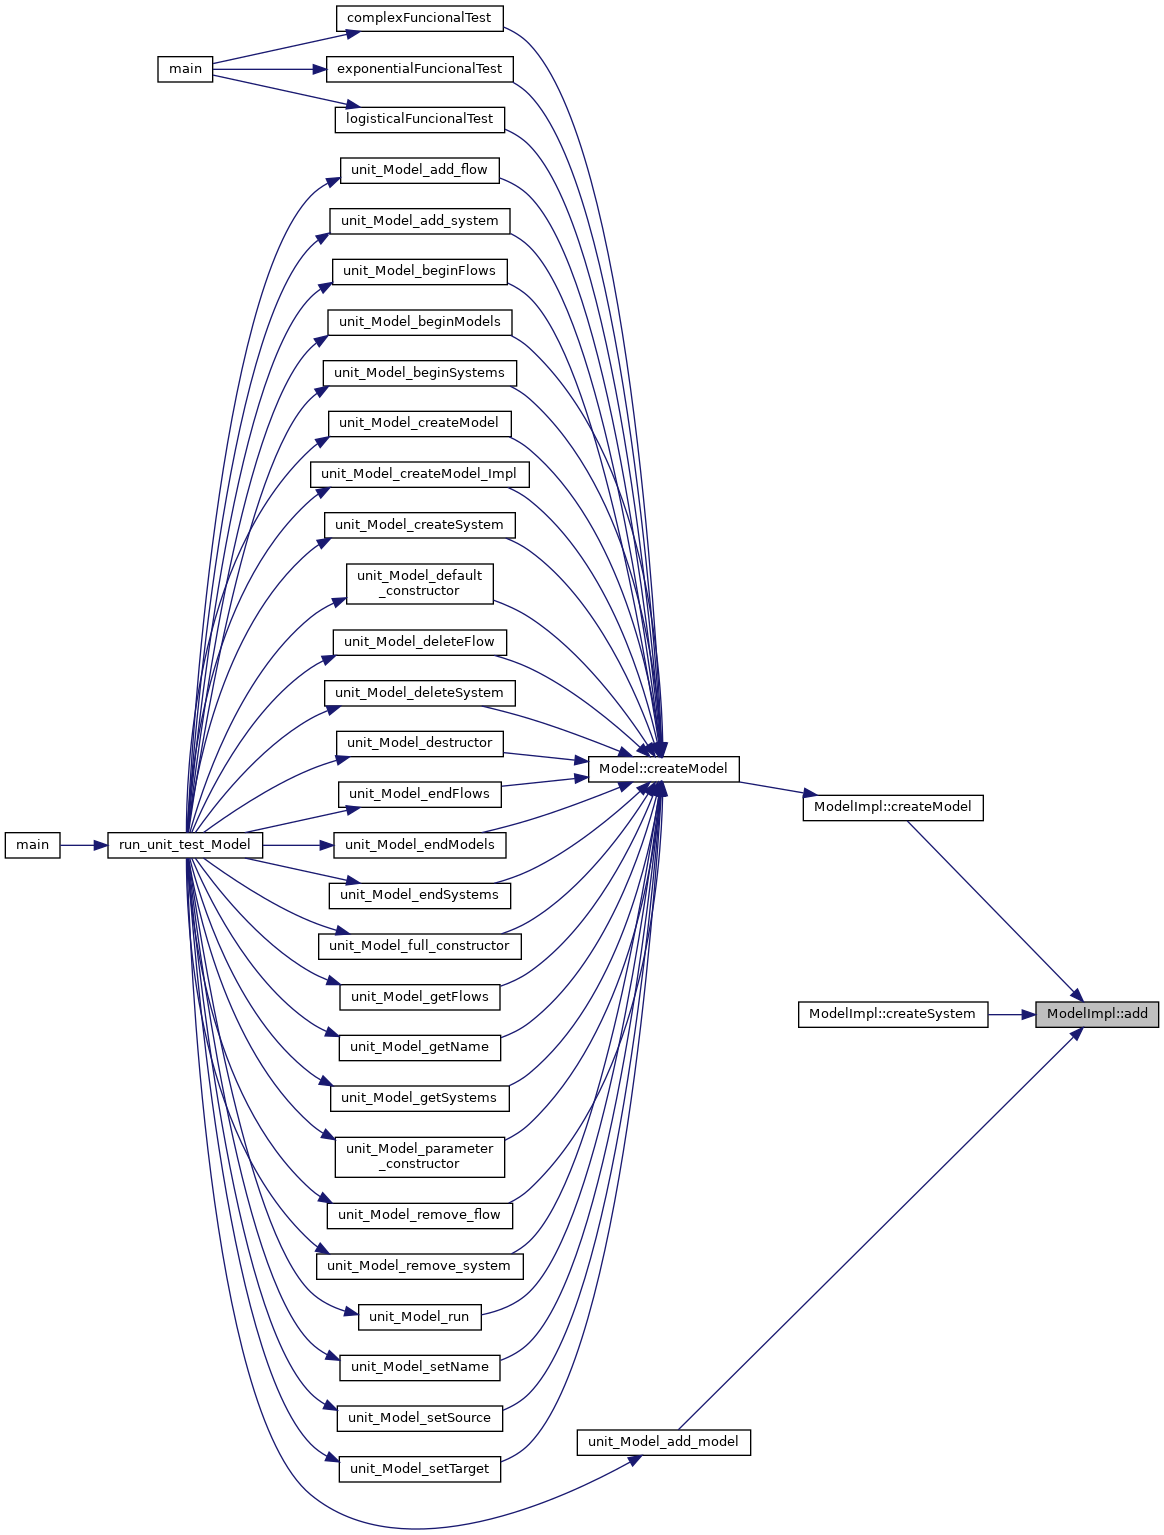 complexFuncionalTest
main
exponentialFuncionalTest
logisticalFuncionalTest
unit_Model_add_flow
unit_Model_add_system
unit_Model_beginFlows
unit_Model_beginModels
unit_Model_beginSystems
unit_Model_createModel
unit_Model_createModel_Impl
unit_Model_createSystem
unit_Model_default
_constructor
unit_Model_deleteFlow
unit_Model_deleteSystem
unit_Model_destructor
Model::createModel
unit_Model_endFlows
ModelImpl::createModel
main
run_unit_test_Model
unit_Model_endModels
unit_Model_endSystems
unit_Model_full_constructor
unit_Model_getFlows
ModelImpl::createSystem
ModelImpl::add
unit_Model_getName
unit_Model_getSystems
unit_Model_parameter
_constructor
unit_Model_remove_flow
unit_Model_remove_system
unit_Model_run
unit_Model_setName
unit_Model_setSource
unit_Model_add_model
unit_Model_setTarget